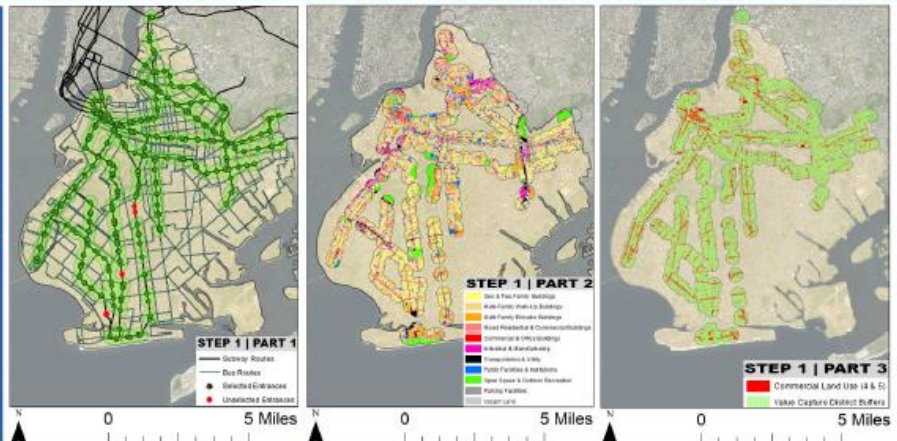 STEP 1 | PART 1
Subway Routes
Bus Routes
Selected Entrances
Unselected Entrances
N
0
5 Miles
STEP 1 | PART 2
One & Two Family Buildings
Multi-Family Walk-Up Buildings
Multi-Family Elevator Buildings
Mixed Residential & Commercial Buildings
Commercial & Office Buildings
Industrial & Manufacturing
Transportation & Utility
Public Facilities & Institutions
Open Space & Outdoor Recreation
Parking Facilities
Vacant Land
N
0
5 Miles
STEP 1 | PART 3
Commercial Land Use (4 & 5)
Value Capture District Buffers
N
0
5 Miles